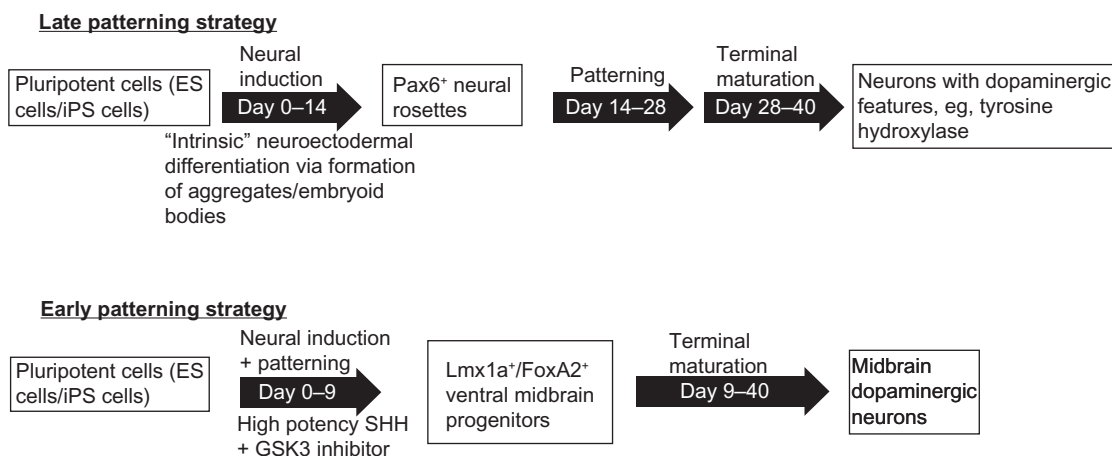 Late patterning strategy
Pluripotent cells (ES
cells/iPS cells)
Neural
induction
Day 0–14
"Intrinsic" neuroectodermal
differentiation via formation
of aggregates/embryoid
bodies
Pax6⁺ neural
rosettes
Patterning
Day 14–28
Terminal
maturation
Day 28–40
Neurons with dopaminergic
features, eg, tyrosine
hydroxylase
Early patterning strategy
Pluripotent cells (ES
cells/iPS cells)
Neural induction
+ patterning
Day 0–9
High potency SHH
+ GSK3 inhibitor
Lmx1a⁺/FoxA2⁺
ventral midbrain
progenitors
Terminal
maturation
Day 9–40
Midbrain
dopaminergic
neurons